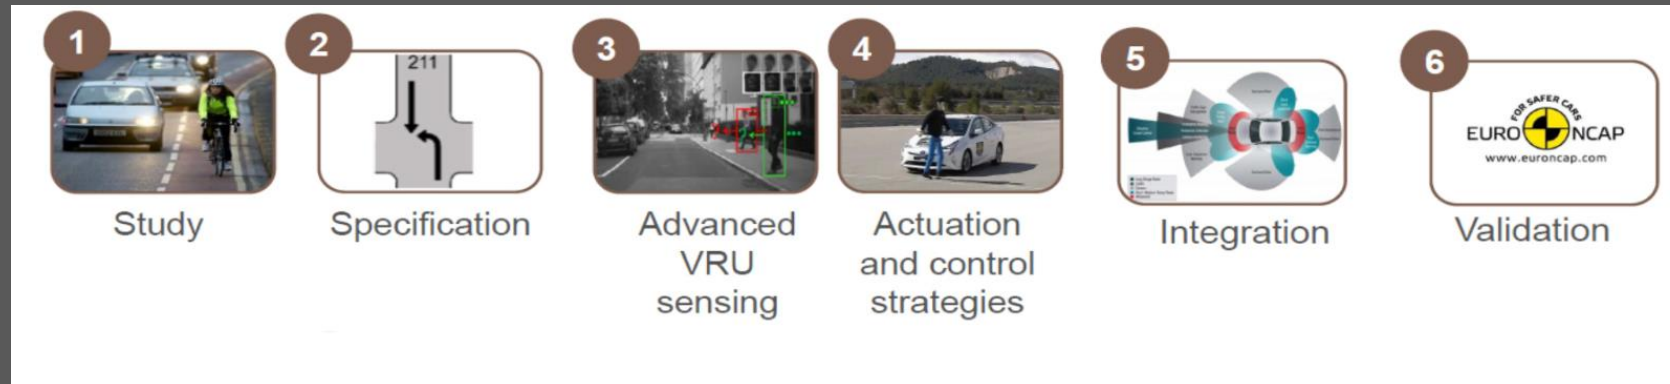 1
2
3
4
5
6
211
FOR SAFER CARS
EURO NCAP
www.euroncap.com
Study
Specification
Advanced
VRU
sensing
Actuation
and control
strategies
Integration
Validation